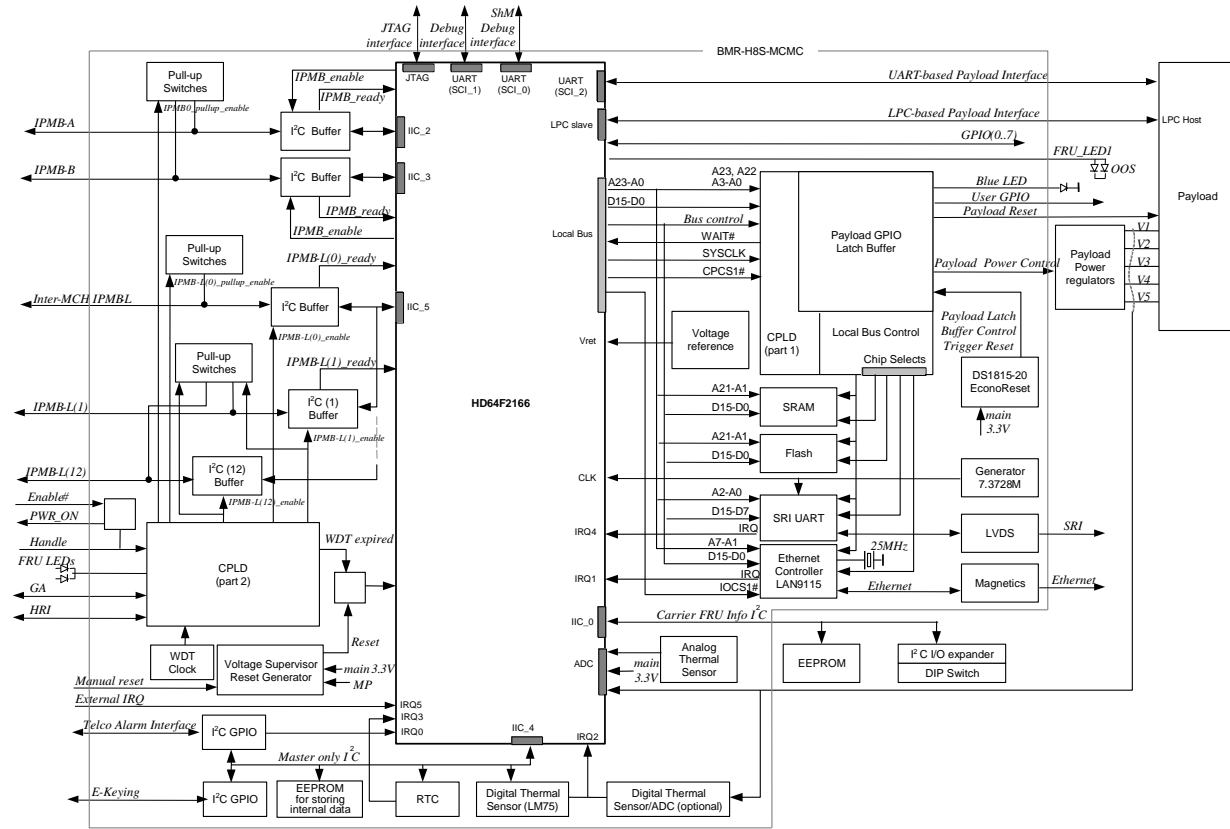 JTAG interface
Debug interface
ShM Debug interface
BMR-H8S-MCMC
Pull-up Switches
IPMB0_pullup_enable
IPMB_enable
IPMB_ready
JTAG
UART (SCI_1)
UART (SCI_0)
UART (SCI_2)
UART-based Payload Interface
IPMB-A
I2C Buffer
IIC_2
LPC slave
LPC-based Payload Interface
LPC Host
GPIO(0..7)
IPMB-B
I2C Buffer
IIC_3
IPMB_ready
IPMB_enable
FRU_LED1
OOS
A23-A0
A23, A22
A3-A0
D15-D0
Bus control
Local Bus
WAIT#
SYSCLK
CPCS1#
Payload GPIO Latch Buffer
CPLD (part 1)
Local Bus Control
Chip Selects
Blue LED
User GPIO
Payload Reset
Payload
Payload Power Control
Payload Power regulators
V1
V2
V3
V4
V5
Pull-up Switches
IPMB-L(0)_ready
IPMB-L(0)_pullup_enable
Inter-MCH IPMBL
I2C Buffer
IIC_5
IPMB-L(0)_enable
Vret
Voltage reference
Payload Latch Buffer Control Trigger Reset
DS1815-20 EconoReset
main 3.3V
Pull-up Switches
IPMB-L(1)_ready
IPMB-L(1)
I2C (1) Buffer
IPMB-L(1)_enable
HD64F2166
A21-A1
D15-D0
SRAM
A21-A1
D15-D0
Flash
IPMB-L(12)
I2C (12) Buffer
IPMB-L(12)_enable
CLK
Generator 7.3728M
Enable#
PWR_ON
Handle
FRU LEDs
GA
HRI
CPLD (part 2)
WDT expired
A2-A0
D15-D7
IRQ
IRQ4
SRI UART
LVDS
SRI
A7-A1
D15-D0
IRQ
IRQ1
IOCS1#
Ethernet Controller LAN9115
25MHz
Ethernet
Magnetics
Ethernet
WDT Clock
Reset
Voltage Supervisor Reset Generator
main3.3V
MP
Manual reset
IIC_0
Carrier FRU Info I2C
ADC
Analog Thermal Sensor
main 3.3V
EEPROM
I2C I/O expander
DIP Switch
External IRQ
IRQ5
IRQ3
IRQ0
Telco Alarm Interface
I2C GPIO
IIC_4
IRQ2
Master only I2C
E-Keying
I2C GPIO
EEPROM for storing internal data
RTC
Digital Thermal Sensor (LM75)
Digital Thermal Sensor/ADC (optional)